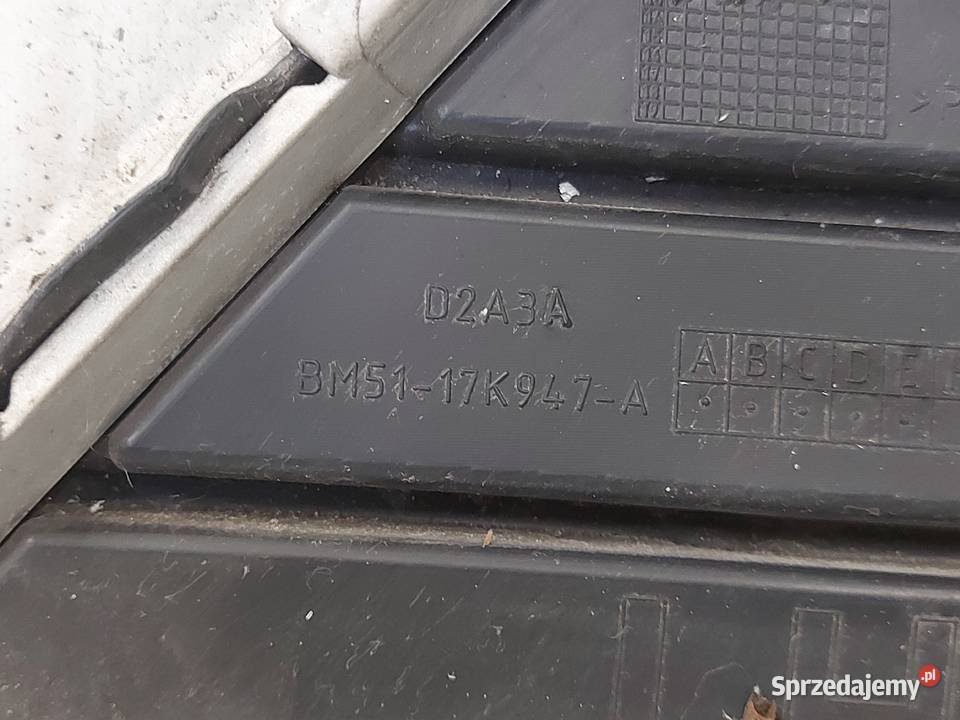 D2A3A
BM51-17K947-A
A B C D E
Sprzedajemy.pl